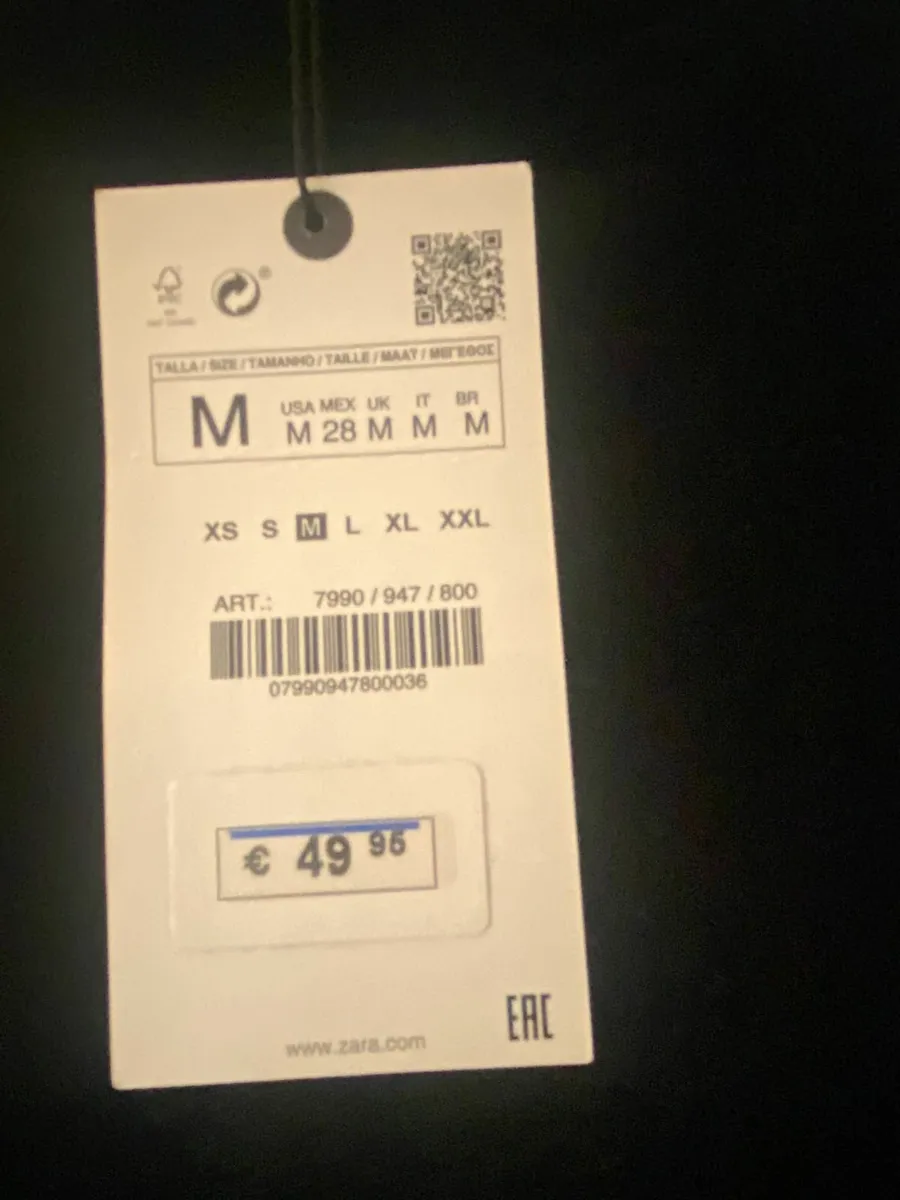 ®
TALLA / SIZE / TAMANHO / TAILLE / MAAT / ΜΕΓΕΘΟΣ
M
USA MEX UK IT BR
M 28 M M M
XS S M L XL XXL
ART.: 7990 / 947 / 800
07990947800036
€ 49 95
www.zara.com
EAC